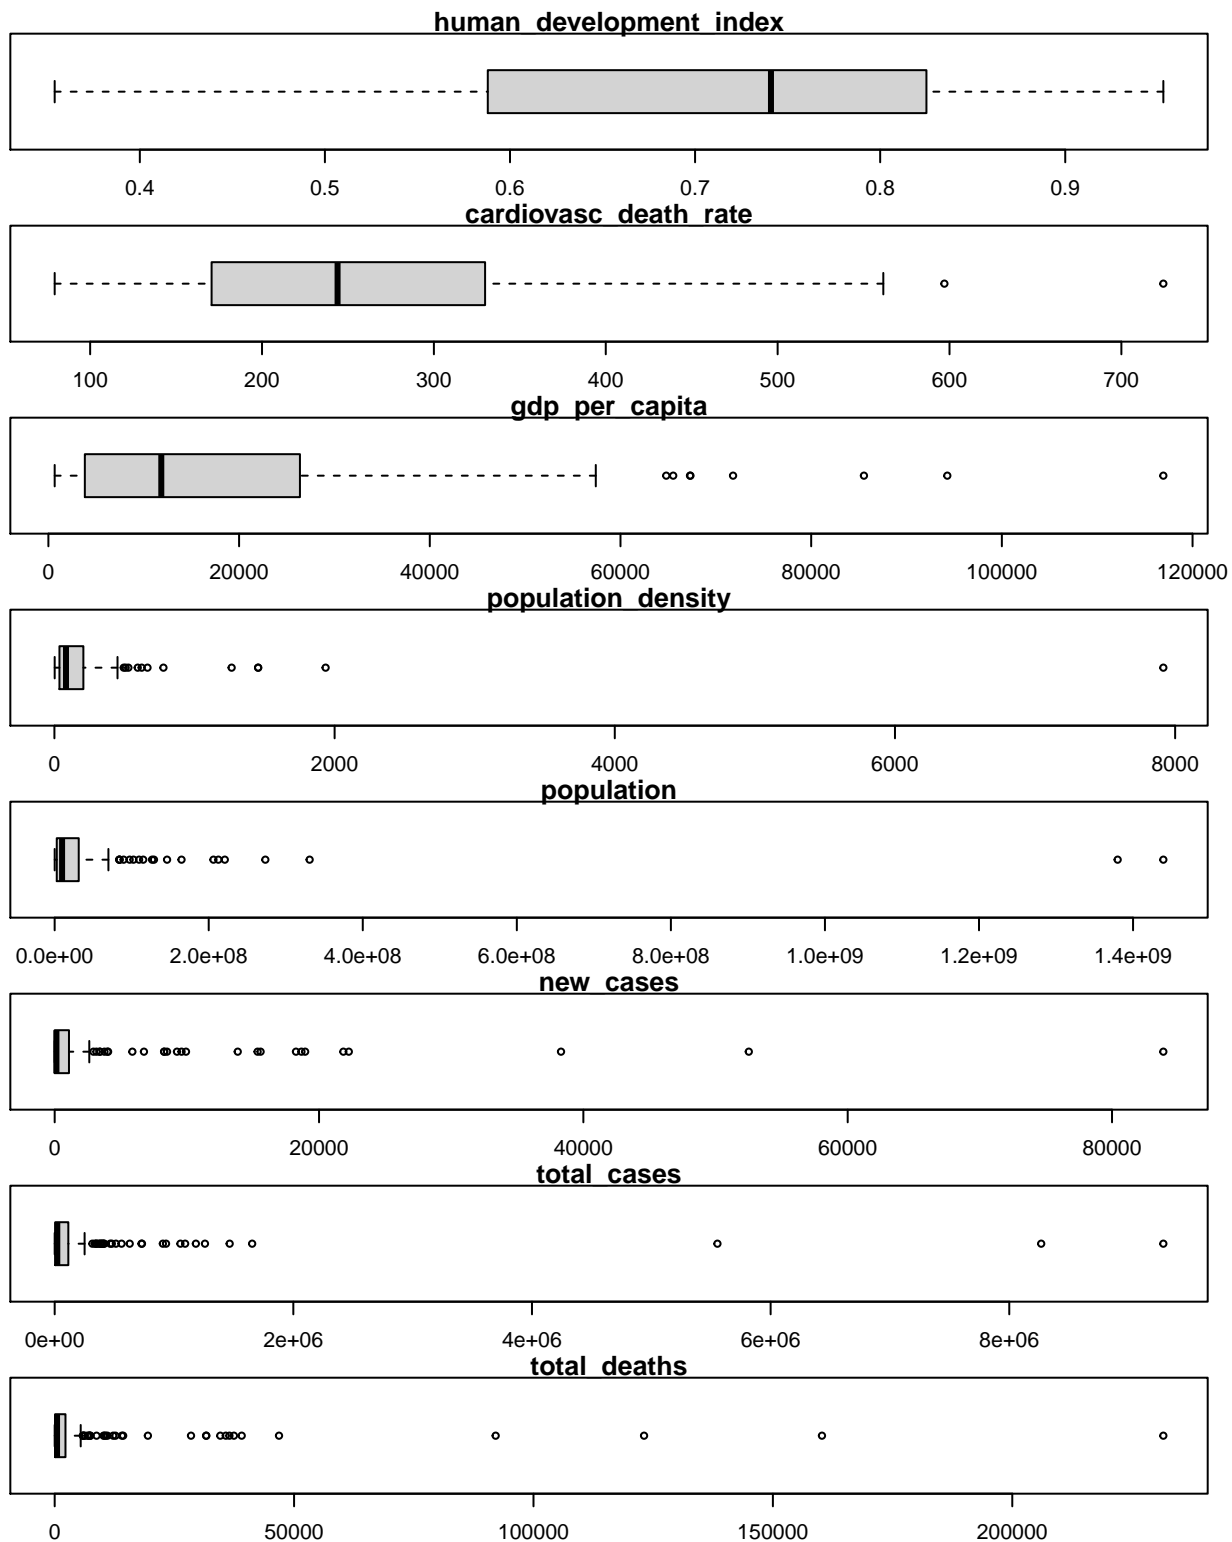 human_development_index
0.4 0.5 0.6 0.7 0.8 0.9
cardiovasc_death_rate
100 200 300 400 500 600 700
gdp_per_capita
0 20000 40000 60000 80000 100000 120000
population_density
0 2000 4000 6000 8000
population
0.0e+00 2.0e+08 4.0e+08 6.0e+08 8.0e+08 1.0e+09 1.2e+09 1.4e+09
new_cases
0 20000 40000 60000 80000
total_cases
0e+00 2e+06 4e+06 6e+06 8e+06
total_deaths
0 50000 100000 150000 200000